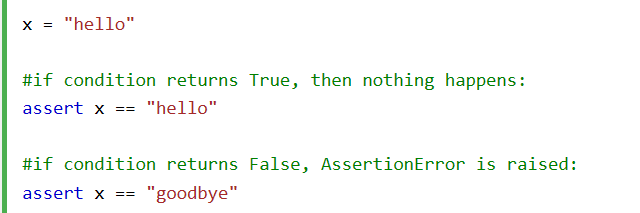 x = "hello"
#if condition returns True, then nothing happens:
assert x == "hello"
#if condition returns False, AssertionError is raised:
assert x == "goodbye"